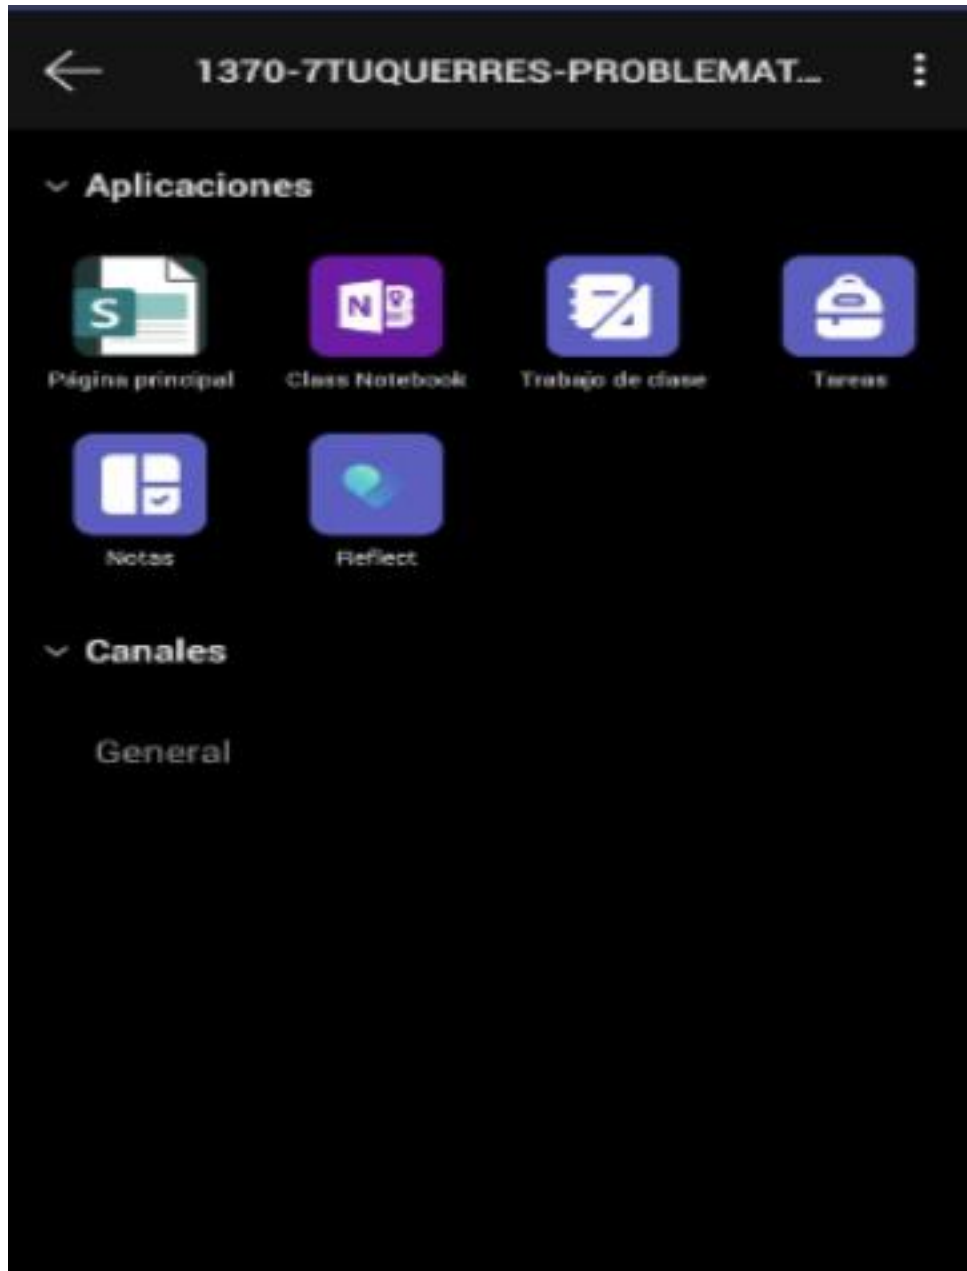 1370-7TUQUERRES-PROBLEMAT...
Aplicaciones
S
N
Página principal
Class Notebook
Trabajo de clase
Tareas
Notas
Reflect
Canales
General